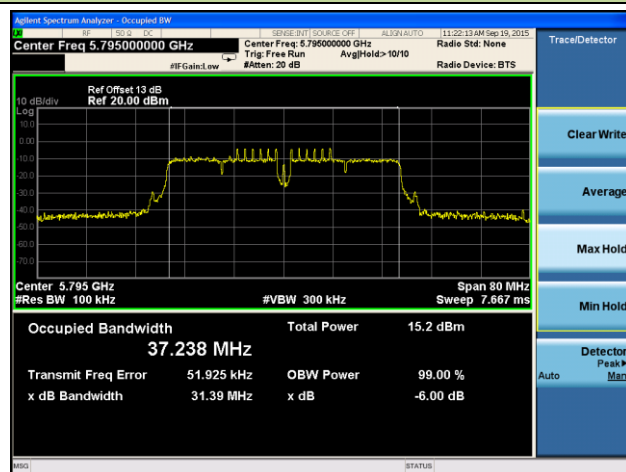 Agilent Spectrum Analyzer - Occupied BW
RF 50 Ω DC SENSE:INT SOURCE OFF ALIGNAUTO 11:22:13 AM Sep 19, 2015
Center Freq 5.795000000 GHz
Center Freq: 5.795000000 GHz
Radio Std: None
Trig: Free Run Avg|Hold:>10/10
#IFGain:Low #Atten: 20 dB Radio Device: BTS
Trace/Detector
Ref Offset 13 dB
10 dB/div Ref 20.00 dBm
Log
10.0
0.00
-10.0
-20.0
-30.0
-40.0
-50.0
-60.0
-70.0
Center 5.795 GHz Span 80 MHz
#Res BW 100 kHz #VBW 300 kHz Sweep 7.667 ms
Occupied Bandwidth Total Power 15.2 dBm
37.238 MHz
Transmit Freq Error 51.925 kHz OBW Power 99.00 %
x dB Bandwidth 31.39 MHz x dB -6.00 dB
Clear Write
Average
Max Hold
Min Hold
Detector
Peak▶
Auto Man
MSG STATUS